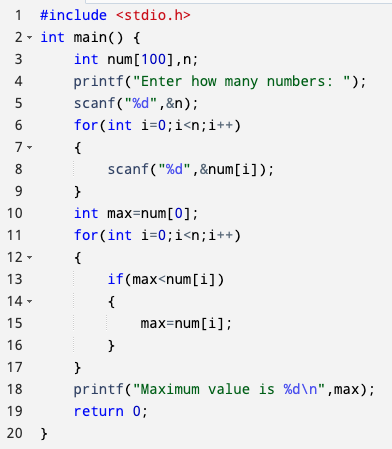 1 #include <stdio.h>
2 int main() {
3     int num[100],n;
4     printf("Enter how many numbers: ");
5     scanf("%d",&n);
6     for(int i=0;i<n;i++)
7     {
8         scanf("%d",&num[i]);
9     }
10     int max=num[0];
11     for(int i=0;i<n;i++)
12     {
13         if(max<num[i])
14         {
15             max=num[i];
16         }
17     }
18     printf("Maximum value is %d\n",max);
19     return 0;
20 }